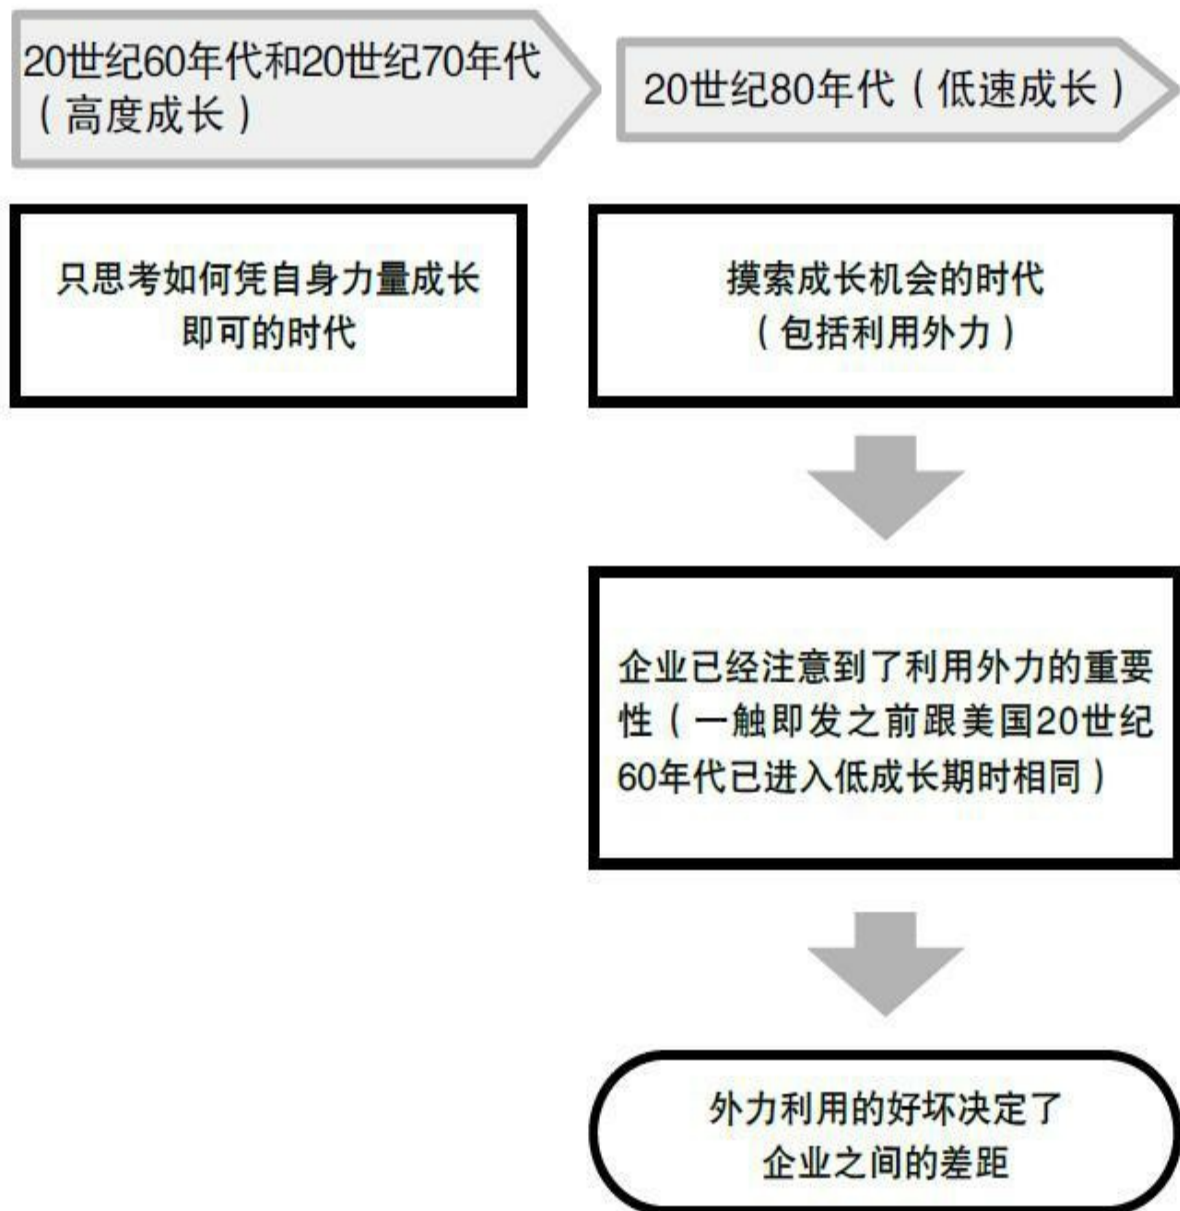 20世纪60年代和20世纪70年代
（高度成长）
20世纪80年代（低速成长）
只思考如何凭自身力量成长
即可的时代
摸索成长机会的时代
（包括利用外力）
企业已经注意到了利用外力的重要
性（一触即发之前跟美国20世纪
60年代已进入低成长期时相同）
外力利用的好坏决定了
企业之间的差距